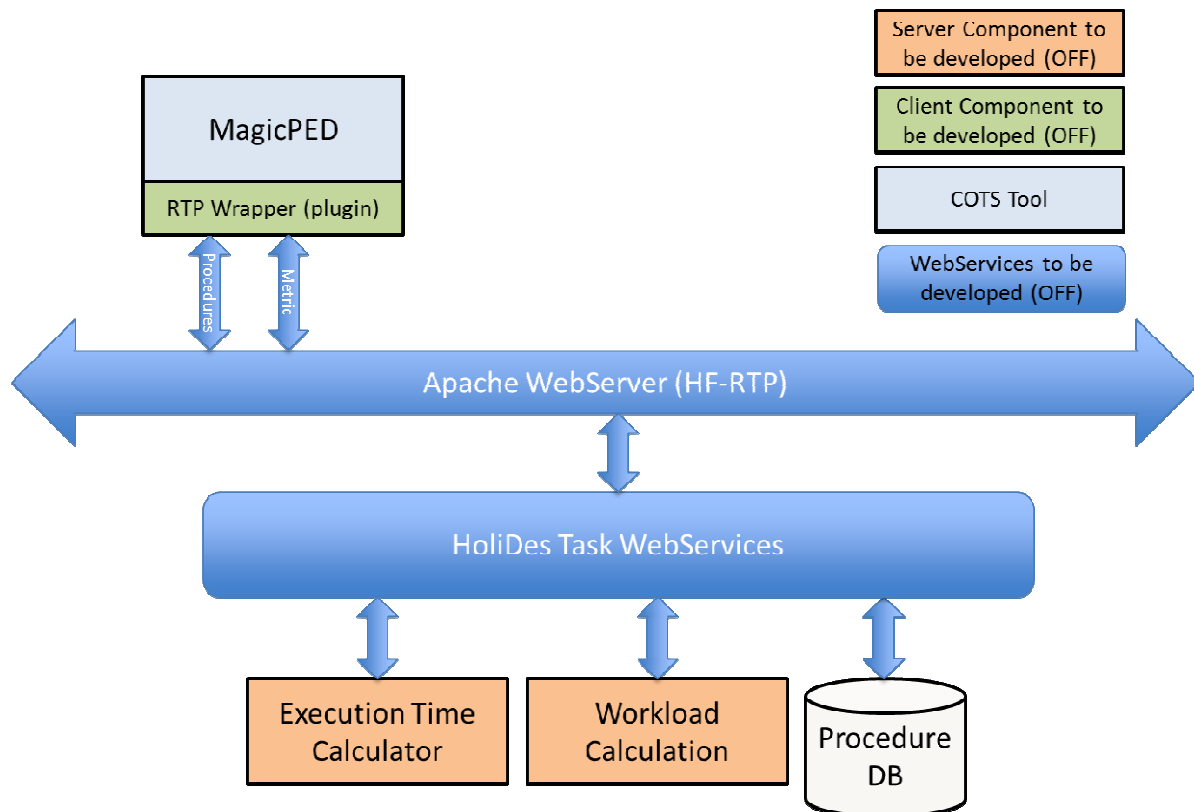 Server Component to
be developed (OFF)
Client Component to
be developed (OFF)
COTS Tool
WebServices to be
developed (OFF)
MagicPED
RTP Wrapper (plugin)
Procedures
Metric
Apache WebServer (HF-RTP)
HoliDes Task WebServices
Execution Time
Calculator
Workload
Calculation
Procedure
DB